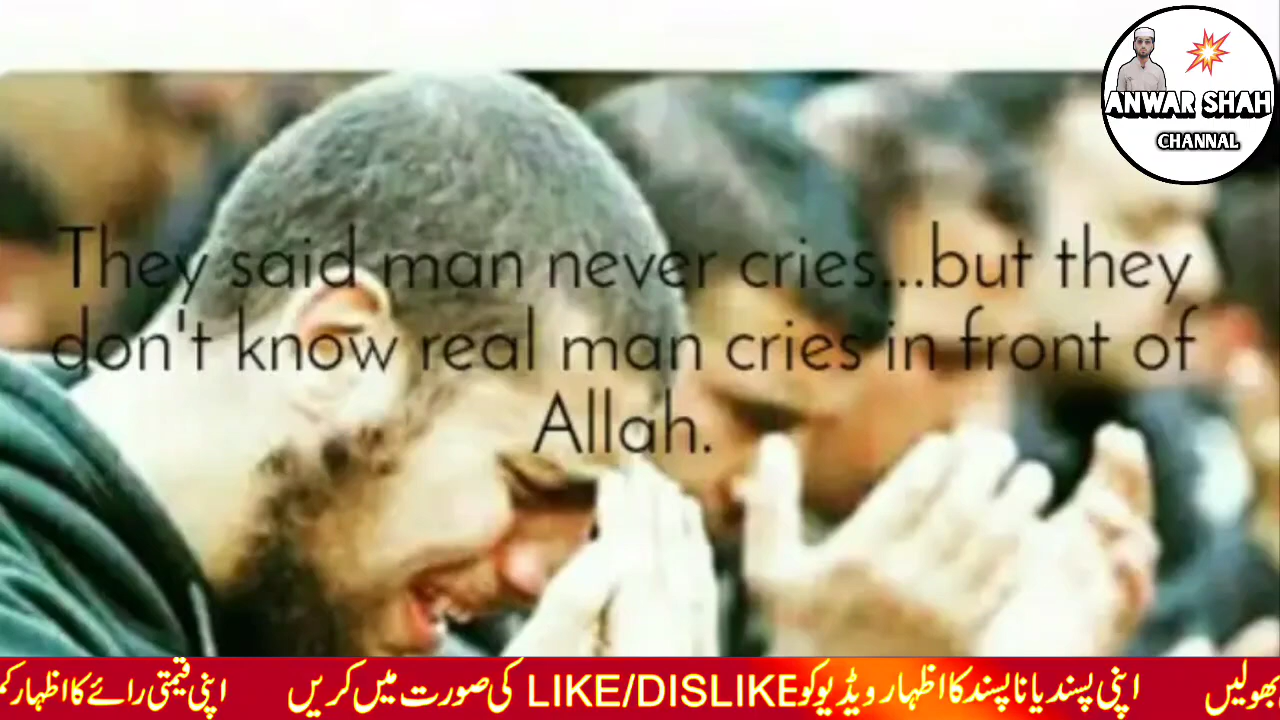 ANWAR SHAH
CHANNAL
They said man never cries...but they
don't know real man cries in front of
Allah.
بھولیں اپنی پسند یا ناپسند کا اظہار ویڈیو کو LIKE/DISLIKE کی صورت میں کریں اپنی قیمتی رائے کا اظہار